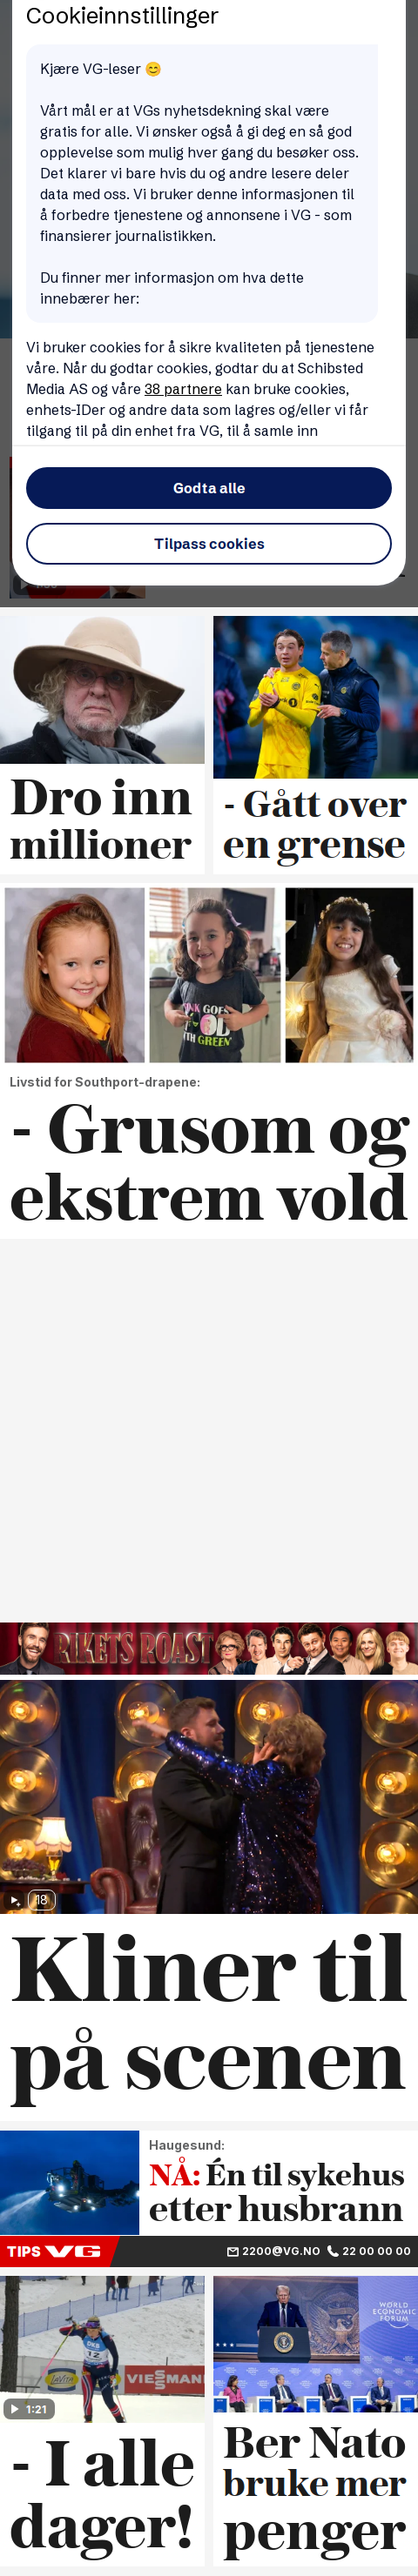 Cookieinnstillinger
Kjære VG-leser 😊
Vårt mål er at VGs nyhetsdekning skal være
gratis for alle. Vi ønsker også å gi deg en så god
opplevelse som mulig hver gang du besøker oss.
Det klarer vi bare hvis du og andre lesere deler
data med oss. Vi bruker denne informasjonen til
å forbedre tjenestene og annonsene i VG - som
finansierer journalistikken.
Du finner mer informasjon om hva dette
innebærer her:
Vi bruker cookies for å sikre kvaliteten på tjenestene
våre. Når du godtar cookies, godtar du at Schibsted
Media AS og våre 38 partnere kan bruke cookies,
enhets-IDer og andre data som lagres og/eller vi får
tilgang til på din enhet fra VG, til å samle inn
Godta alle
Tilpass cookies
Dro inn
millioner
- Gått over
en grense
Livstid for Southport-drapene:
- Grusom og
ekstrem vold
RIKETS ROAST
18
Kliner til
på scenen
Haugesund:
NÅ: Én til sykehus
etter husbrann
TIPS VG
2200@VG.NO 22 00 00 00
12
VIESSMANN
1:21
WORLD
ECONOMIC
FORUM
- I alle
dager!
Ber Nato
bruke mer
penger